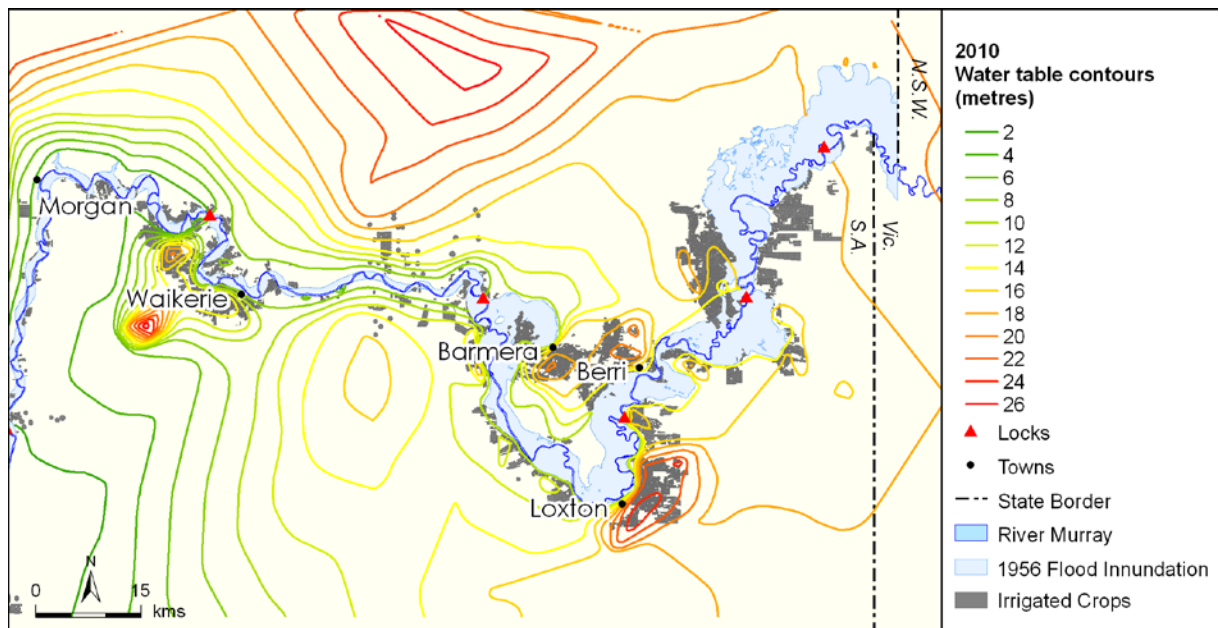 N.S.W.
Morgan
S.A.
Vic.
Waikerie
Barmera
Berri
Loxton
N
0 15
kms
2010
Water table contours
(metres)
2
4
6
8
10
12
14
16
18
20
22
24
26
Locks
Towns
State Border
River Murray
1956 Flood Innundation
Irrigated Crops